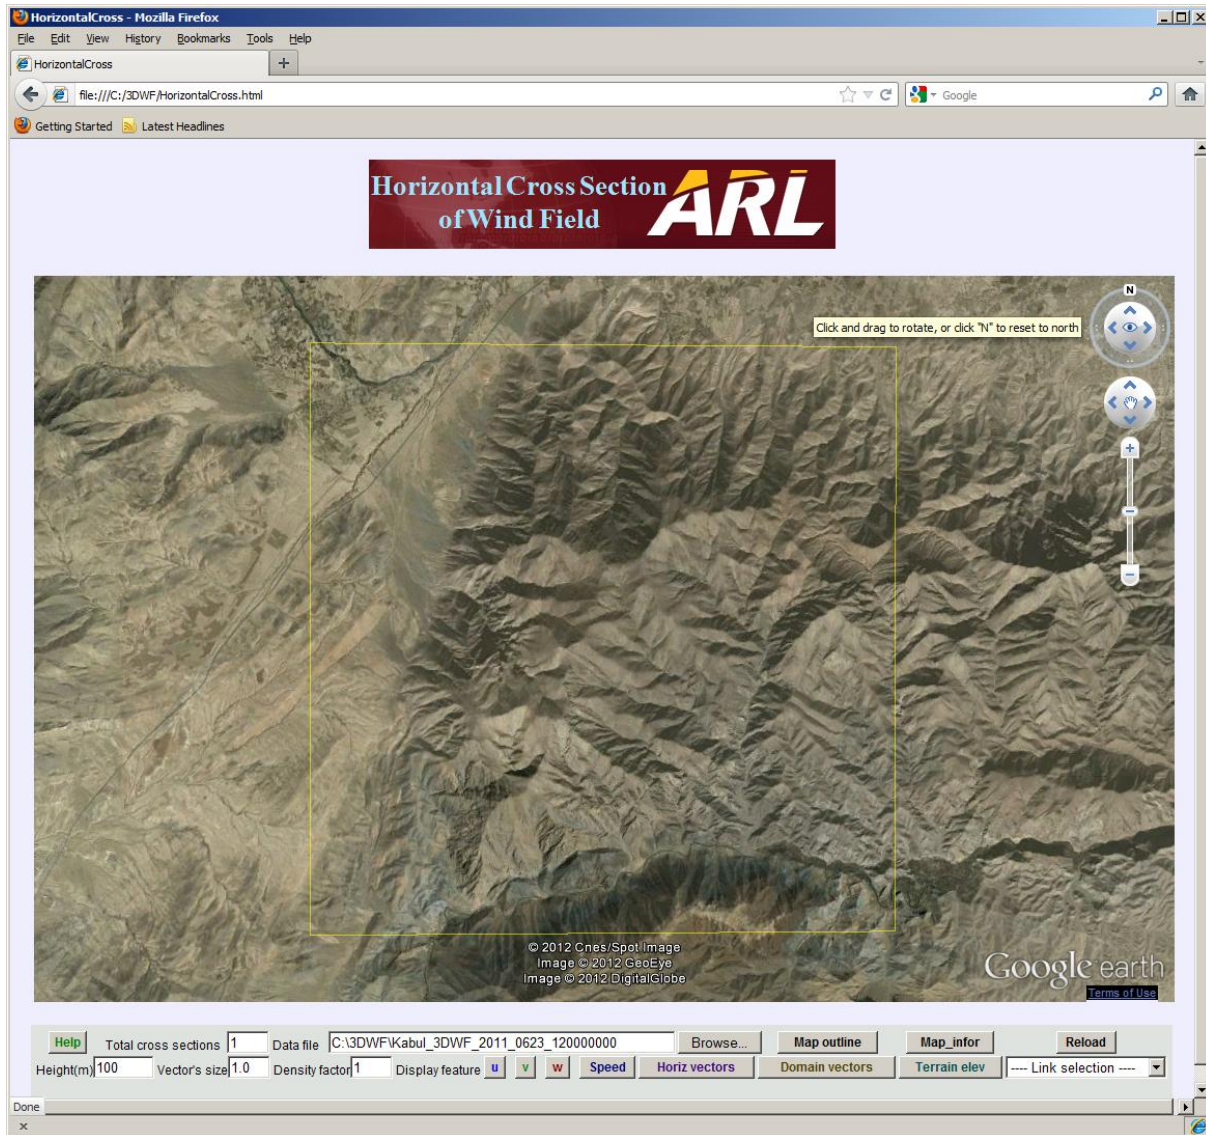 HorizontalCross - Mozilla Firefox
File Edit View History Bookmarks Tools Help
HorizontalCross
file:///C:/3DWF/HorizontalCross.html
Google
Getting Started Latest Headlines
Horizontal Cross Section
of Wind Field
ARL
N
Click and drag to rotate, or click "N" to reset to north
© 2012 Cnes/Spot Image
Image © 2012 GeoEye
Image © 2012 DigitalGlobe
Google earth
Terms of Use
Help Total cross sections 1 Data file C:\3DWF\Kabul_3DWF_2011_0623_120000000 Browse... Map outline Map_infor Reload
Height(m) 100 Vector's size 1.0 Density factor 1 Display feature u v w Speed Horiz vectors Domain vectors Terrain elev ---- Link selection ----
Done